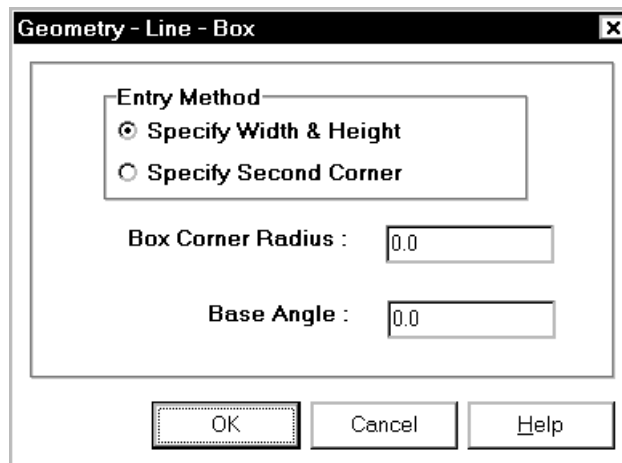 Geometry - Line - Box
Entry Method
Specify Width & Height
Specify Second Corner
Box Corner Radius : 0.0
Base Angle : 0.0
OK Cancel Help